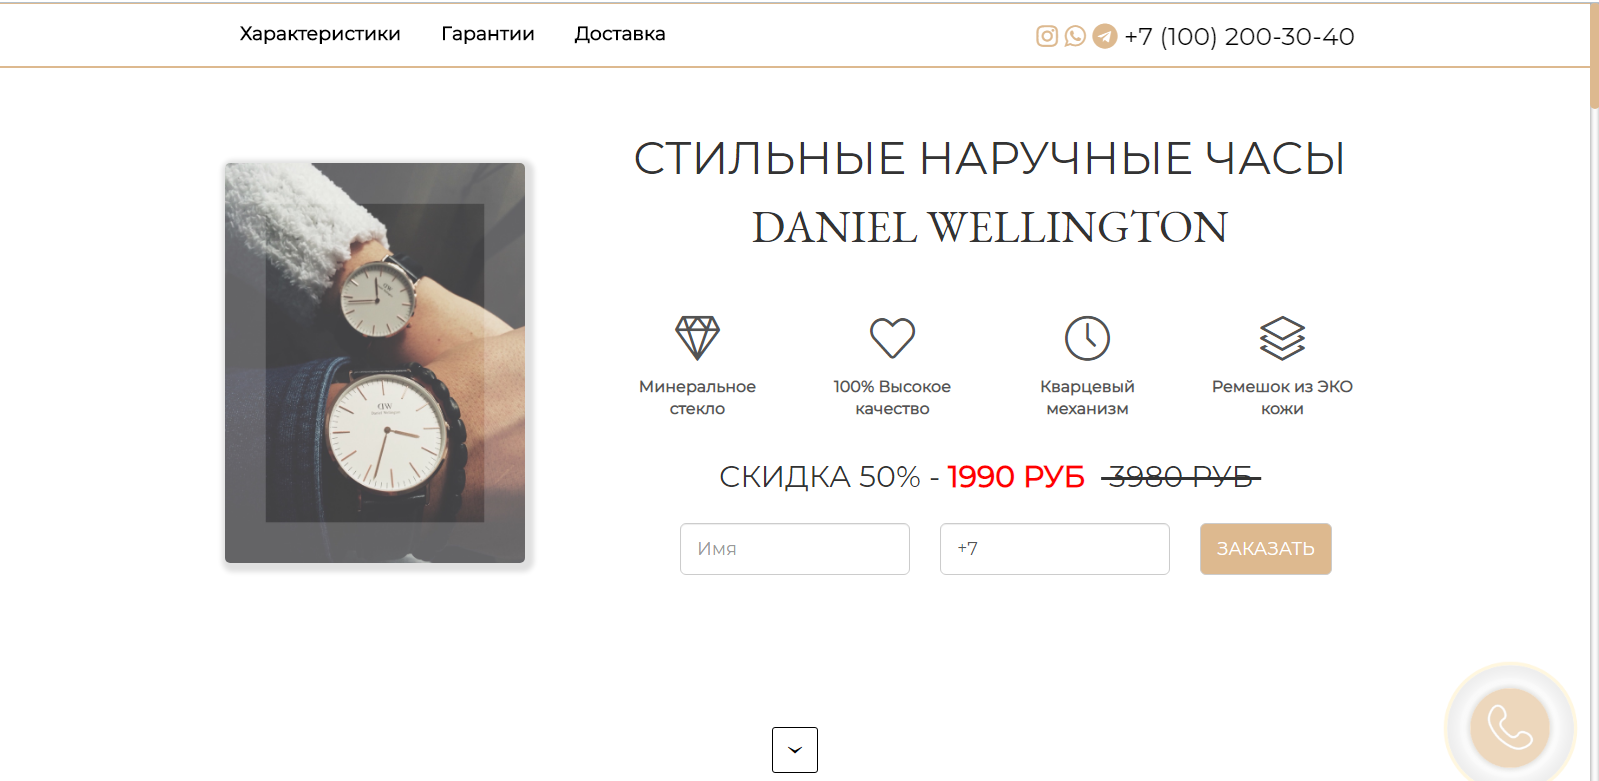 Характеристики Гарантии Доставка +7 (100) 200-30-40
СТИЛЬНЫЕ НАРУЧНЫЕ ЧАСЫ
DANIEL WELLINGTON
Минеральное
стекло
100% Высокое
качество
Кварцевый
механизм
Ремешок из ЭКО
кожи
СКИДКА 50% - 1990 РУБ 3980 РУБ
Имя +7 ЗАКАЗАТЬ